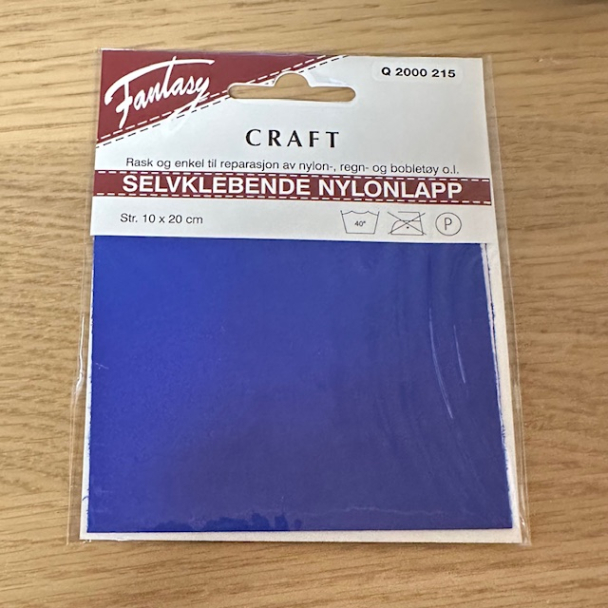 Fantasy
Q 2000 215
CRAFT
Rask og enkel til reparasjon av nylon-, regn- og bobletøy o.l.
SELVKLEBENDE NYLONLAPP
Str. 10 x 20 cm
40°
P